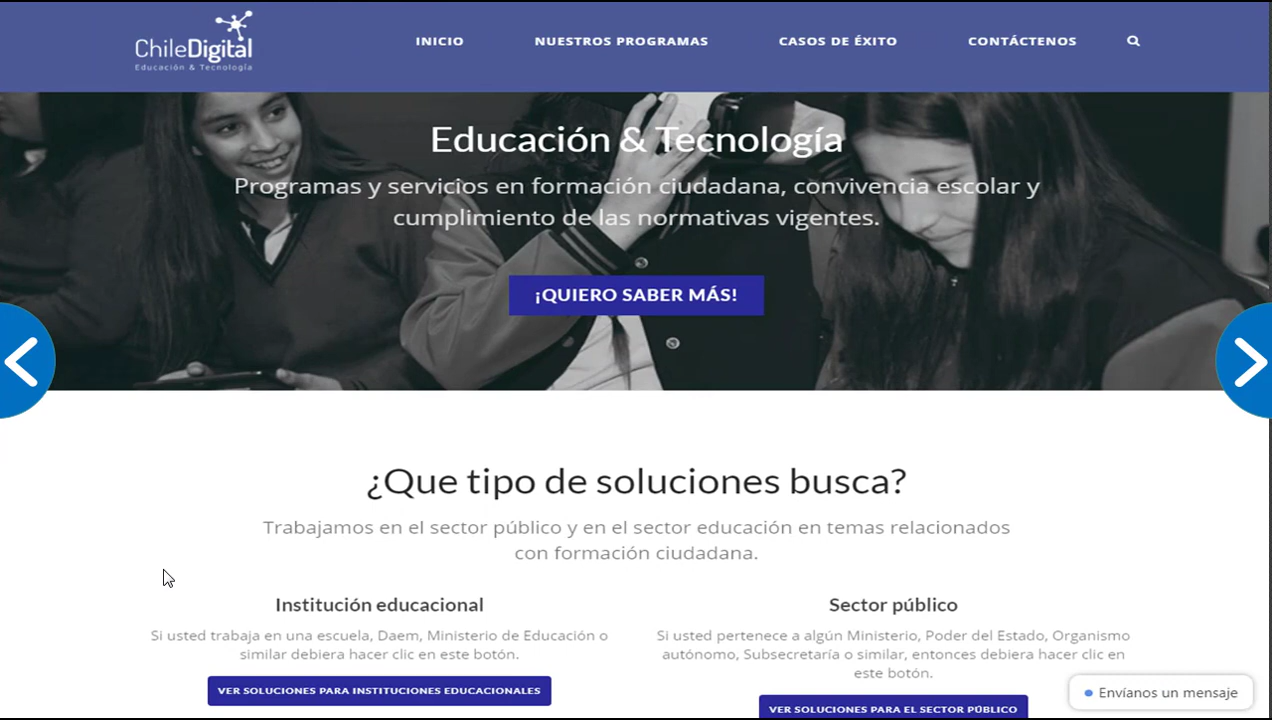 ChileDigital
Educación & Tecnología
INICIO
NUESTROS PROGRAMAS
CASOS DE ÉXITO
CONTÁCTENOS
Educación & Tecnología
Programas y servicios en formación ciudadana, convivencia escolar y
cumplimiento de las normativas vigentes.
¡QUIERO SABER MÁS!
¿Que tipo de soluciones busca?
Trabajamos en el sector público y en el sector educación en temas relacionados
con formación ciudadana.
Institución educacional
Si usted trabaja en una escuela, Daem, Ministerio de Educación o
similar debiera hacer clic en este botón.
VER SOLUCIONES PARA INSTITUCIONES EDUCACIONALES
Sector público
Si usted pertenece a algún Ministerio, Poder del Estado, Organismo
autónomo, Subsecretaría o similar, entonces debiera hacer clic en
este botón.
VER SOLUCIONES PARA EL SECTOR PÚBLICO
Envíanos un mensaje